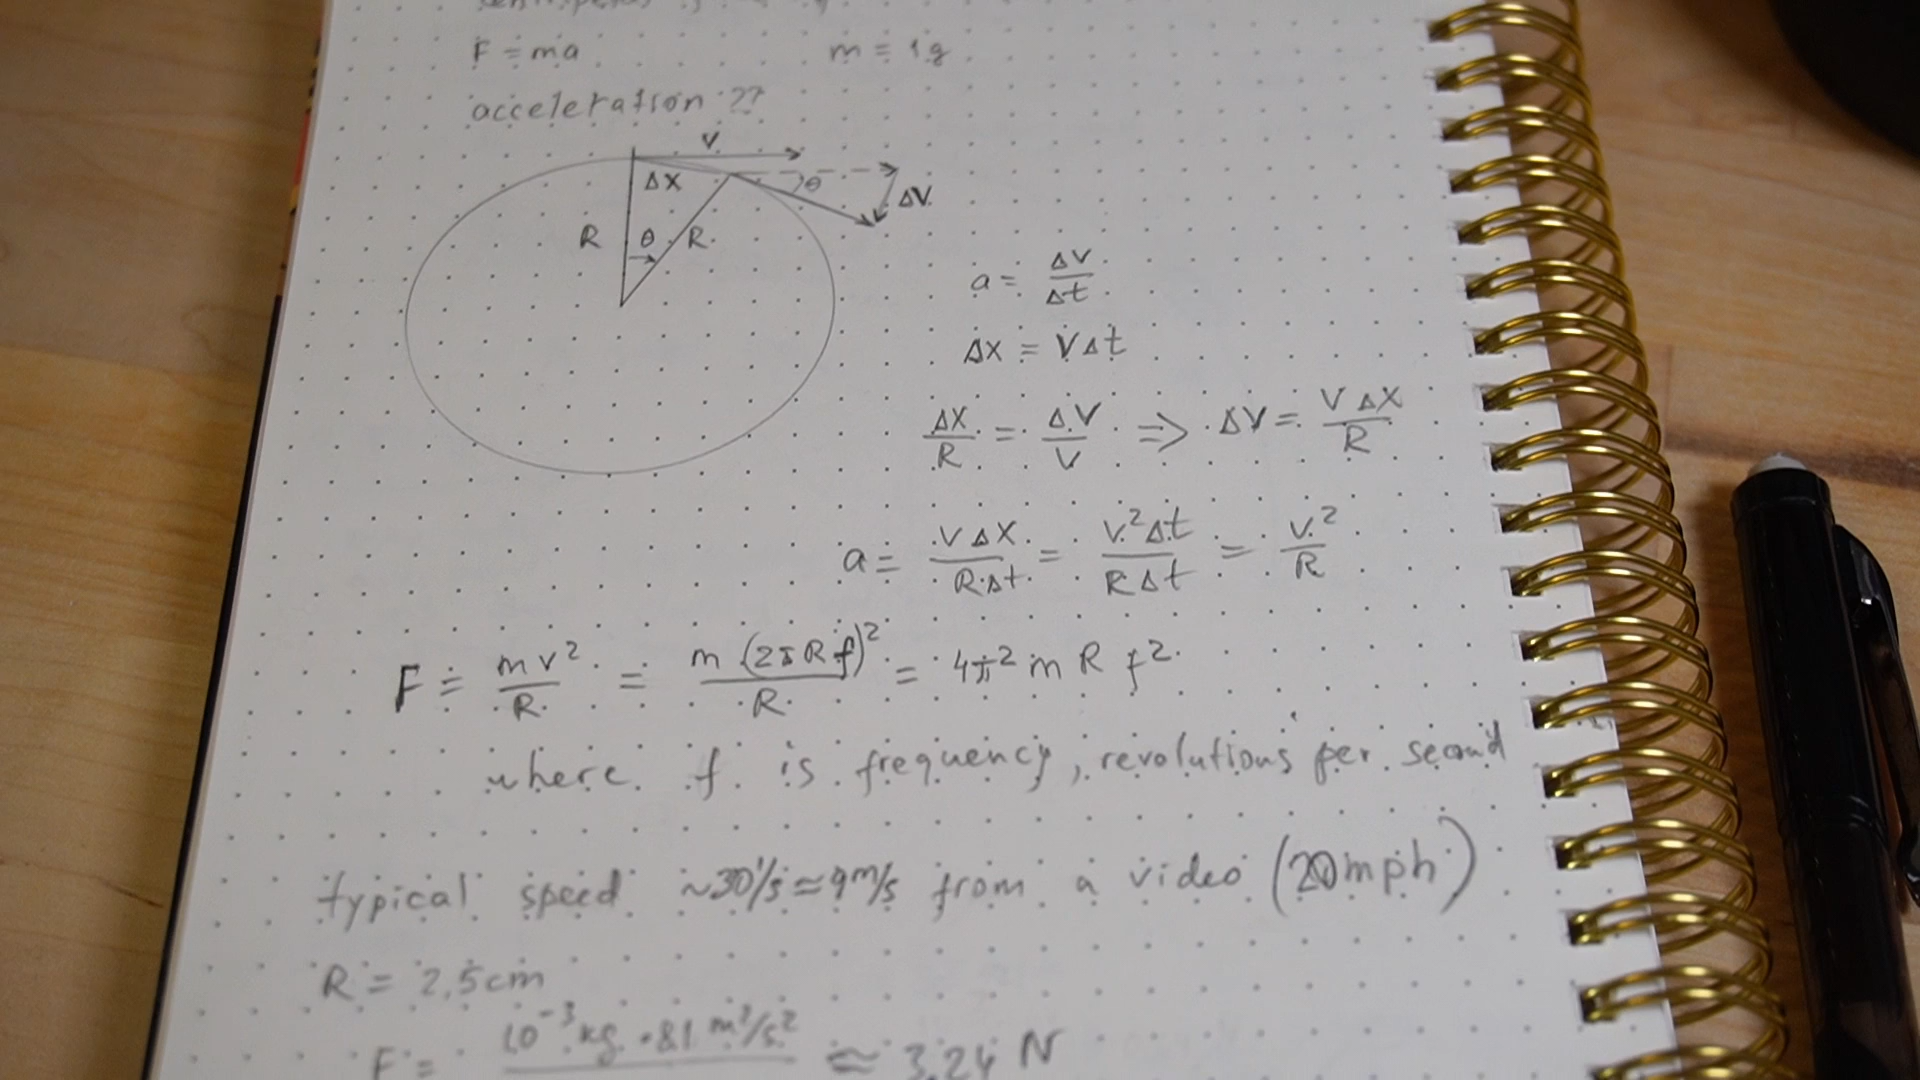 F = ma
m = 1g
acceleration ??
V
Δx
θ
ΔV
R
θ
R
a = ΔV/Δt
Δx = VΔt
Δx/R = ΔV/V => ΔV = VΔX/R
a = VΔX/RΔt = V²Δt/RΔt = V²/R
F = mv²/R = m(2πRf)²/R = 4π²mRf²
where f is frequency, revolutions per second
typical speed ~30'/s ≈ 9m/s from a video (20mph)
R = 2,5cm
F = 10⁻³kg · 81 m²/s² ≈ 3,24 N